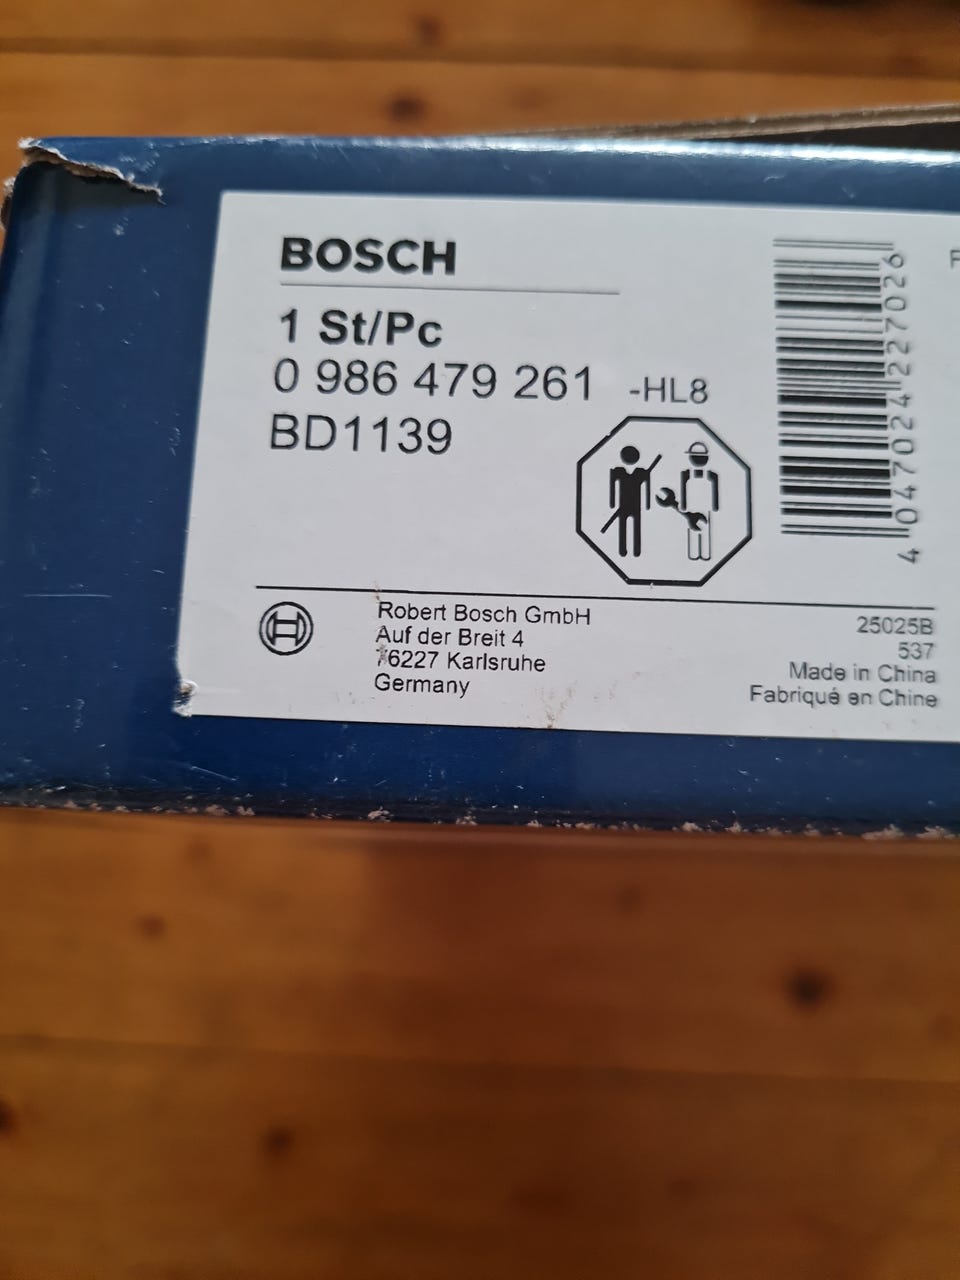 BOSCH
1 St/Pc
0 986 479 261 -HL8
BD1139
4 047024 227026
F
Robert Bosch GmbH
Auf der Breit 4
76227 Karlsruhe
Germany
25025B
537
Made in China
Fabriqué en Chine